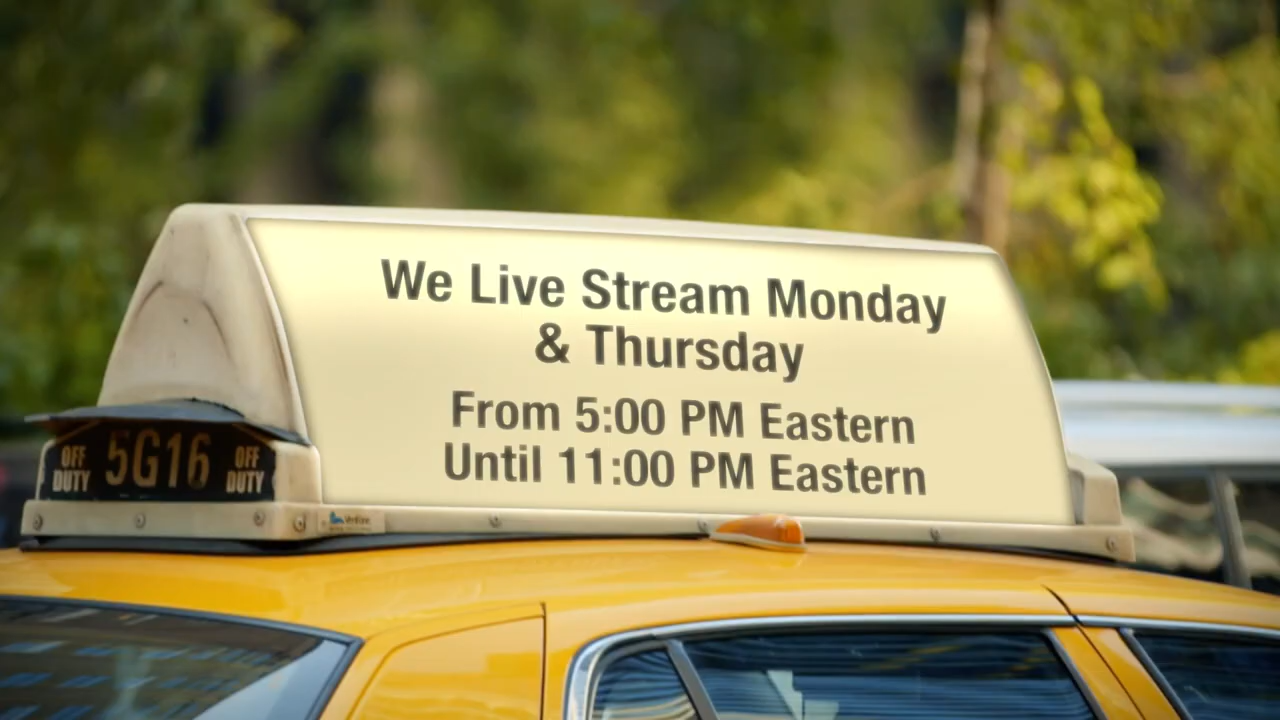 We Live Stream Monday
& Thursday
From 5:00 PM Eastern
Until 11:00 PM Eastern
OFF
DUTY
5G16
OFF
DUTY
VeriFone